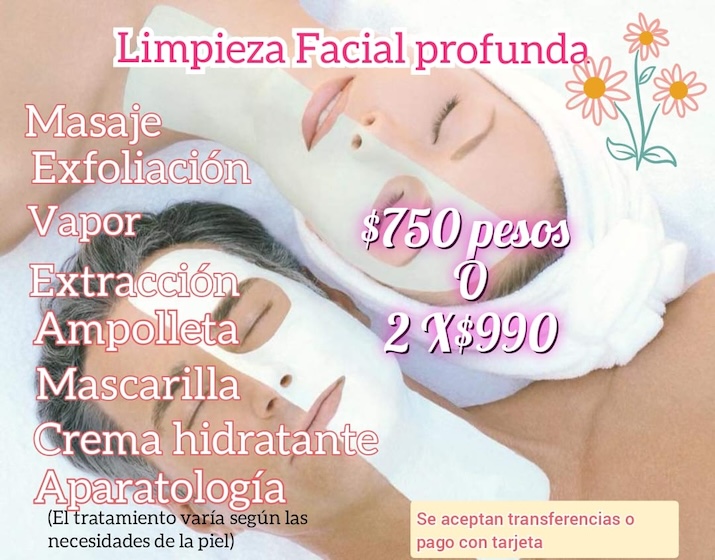 Limpieza Facial profunda
Masaje
Exfoliación
Vapor
Extracción
Ampolleta
Mascarilla
Crema hidratante
Aparatología
(El tratamiento varía según las
necesidades de la piel)
$750 pesos
O
2 X$990
Se aceptan transferencias o
pago con tarjeta